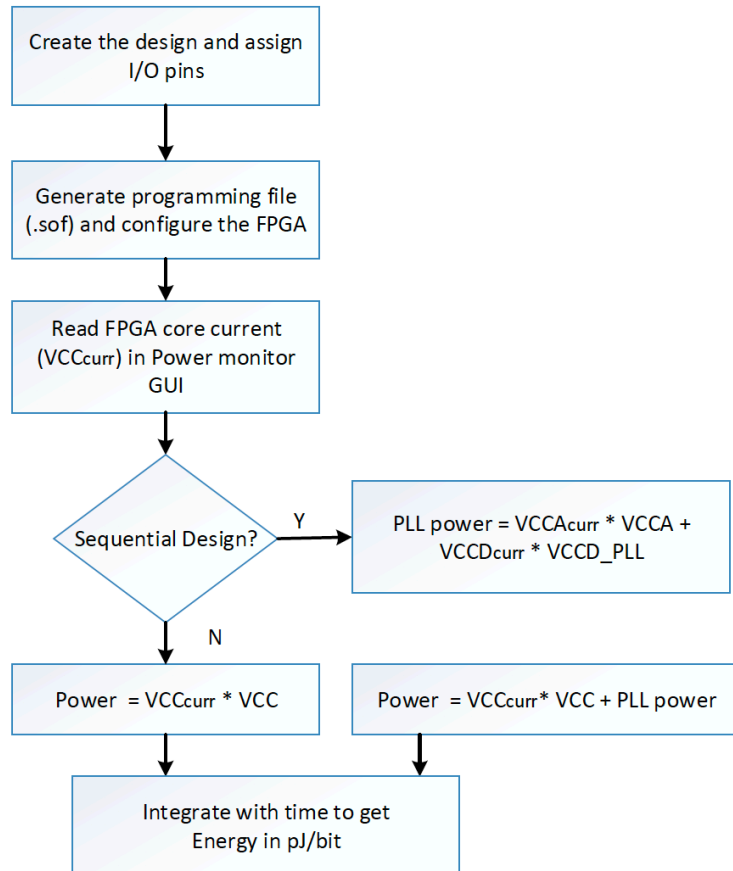 Create the design and assign
I/O pins
Generate programming file
(.sof) and configure the FPGA
Read FPGA core current
(VCCcurr) in Power monitor
GUI
Sequential Design?
Y
PLL power = VCCAcurr * VCCA +
VCCDcurr * VCCD_PLL
N
Power = VCCcurr * VCC
Power = VCCcurr* VCC + PLL power
Integrate with time to get
Energy in pJ/bit